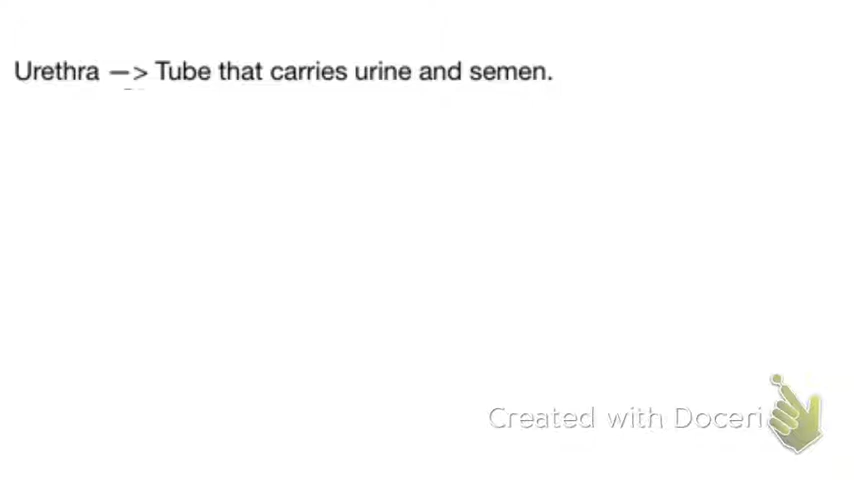 Urethra —> Tube that carries urine and semen.
Created with Doceri